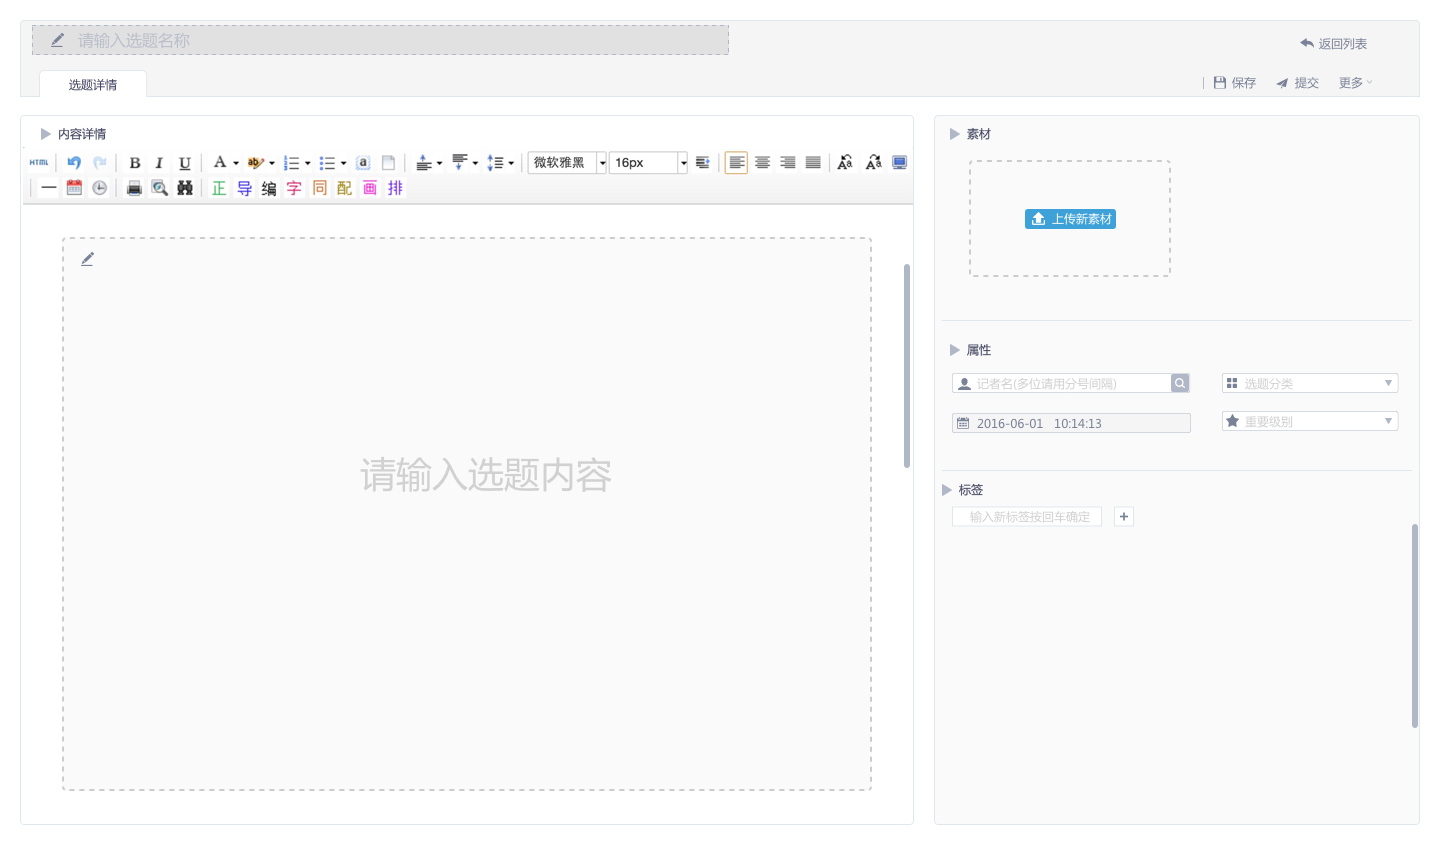 请输入选题名称
返回列表
选题详情
保存 提交 更多
内容详情
HTML B I U A ab a 微软雅黑 16px A a A a
正 导 编 字 同 配 画 排
请输入选题内容
素材
上传新素材
属性
记者名(多位请用分号间隔) 选题分类
2016-06-01 10:14:13 重要级别
标签
输入新标签按回车确定 +